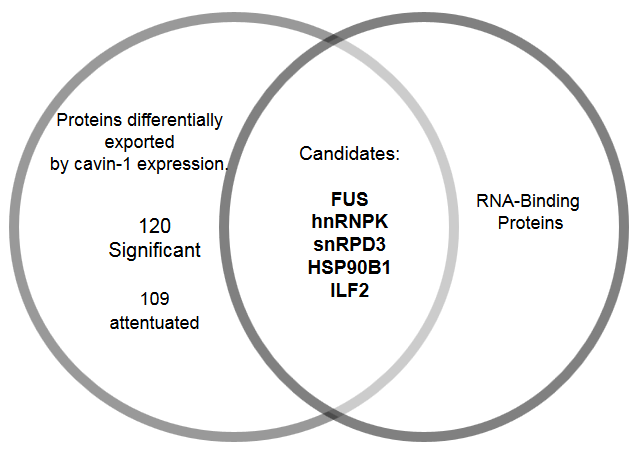 Proteins differentially
exported
by cavin-1 expression.
120
Significant
109
attentuated
Candidates:
FUS
hnRNPK
snRPD3
HSP90B1
ILF2
RNA-Binding
Proteins